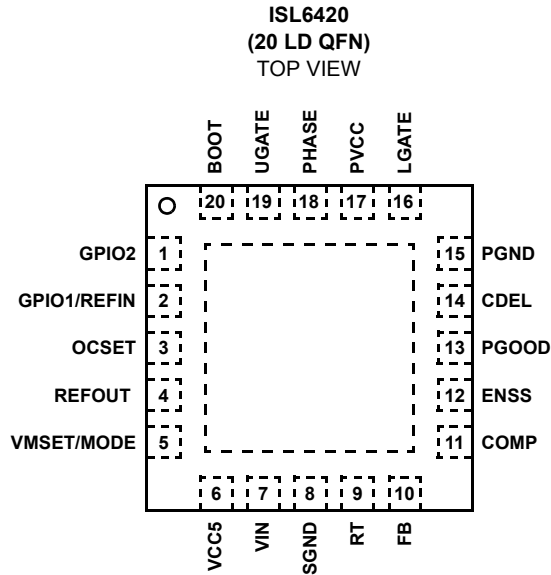 ISL6420
(20 LD QFN)
TOP VIEW
BOOT
UGATE
PHASE
PVCC
LGATE
20 19 18 17 16
GPIO2 1 15 PGND
GPIO1/REFIN 2 14 CDEL
OCSET 3 13 PGOOD
REFOUT 4 12 ENSS
VMSET/MODE 5 11 COMP
6 7 8 9 10
VCC5
VIN
SGND
RT
FB